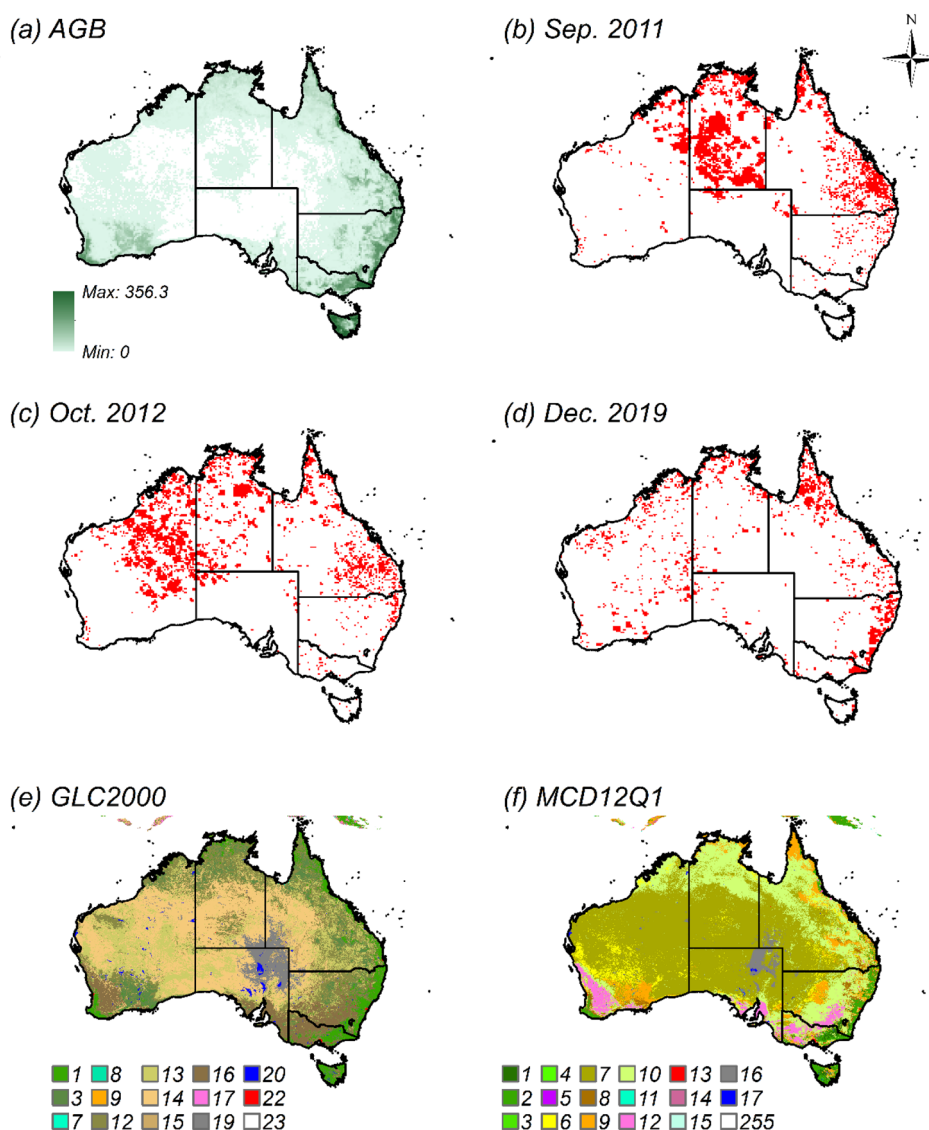 (a) AGB
(b) Sep. 2011
N
Max: 356.3
Min: 0
(c) Oct. 2012
(d) Dec. 2019
(e) GLC2000
(f) MCD12Q1
1 8 13 16 20
3 9 14 17 22
7 12 15 19 23
1 4 7 10 13 16
2 5 8 11 14 17
3 6 9 12 15 255